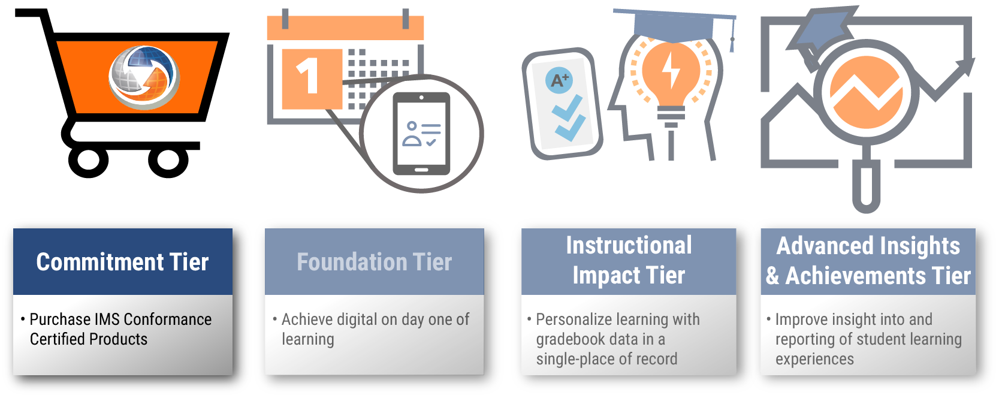 1
A+
Commitment Tier
• Purchase IMS Conformance
Certified Products
Foundation Tier
• Achieve digital on day one of
learning
Instructional
Impact Tier
• Personalize learning with
gradebook data in a
single-place of record
Advanced Insights
& Achievements Tier
• Improve insight into and
reporting of student learning
experiences